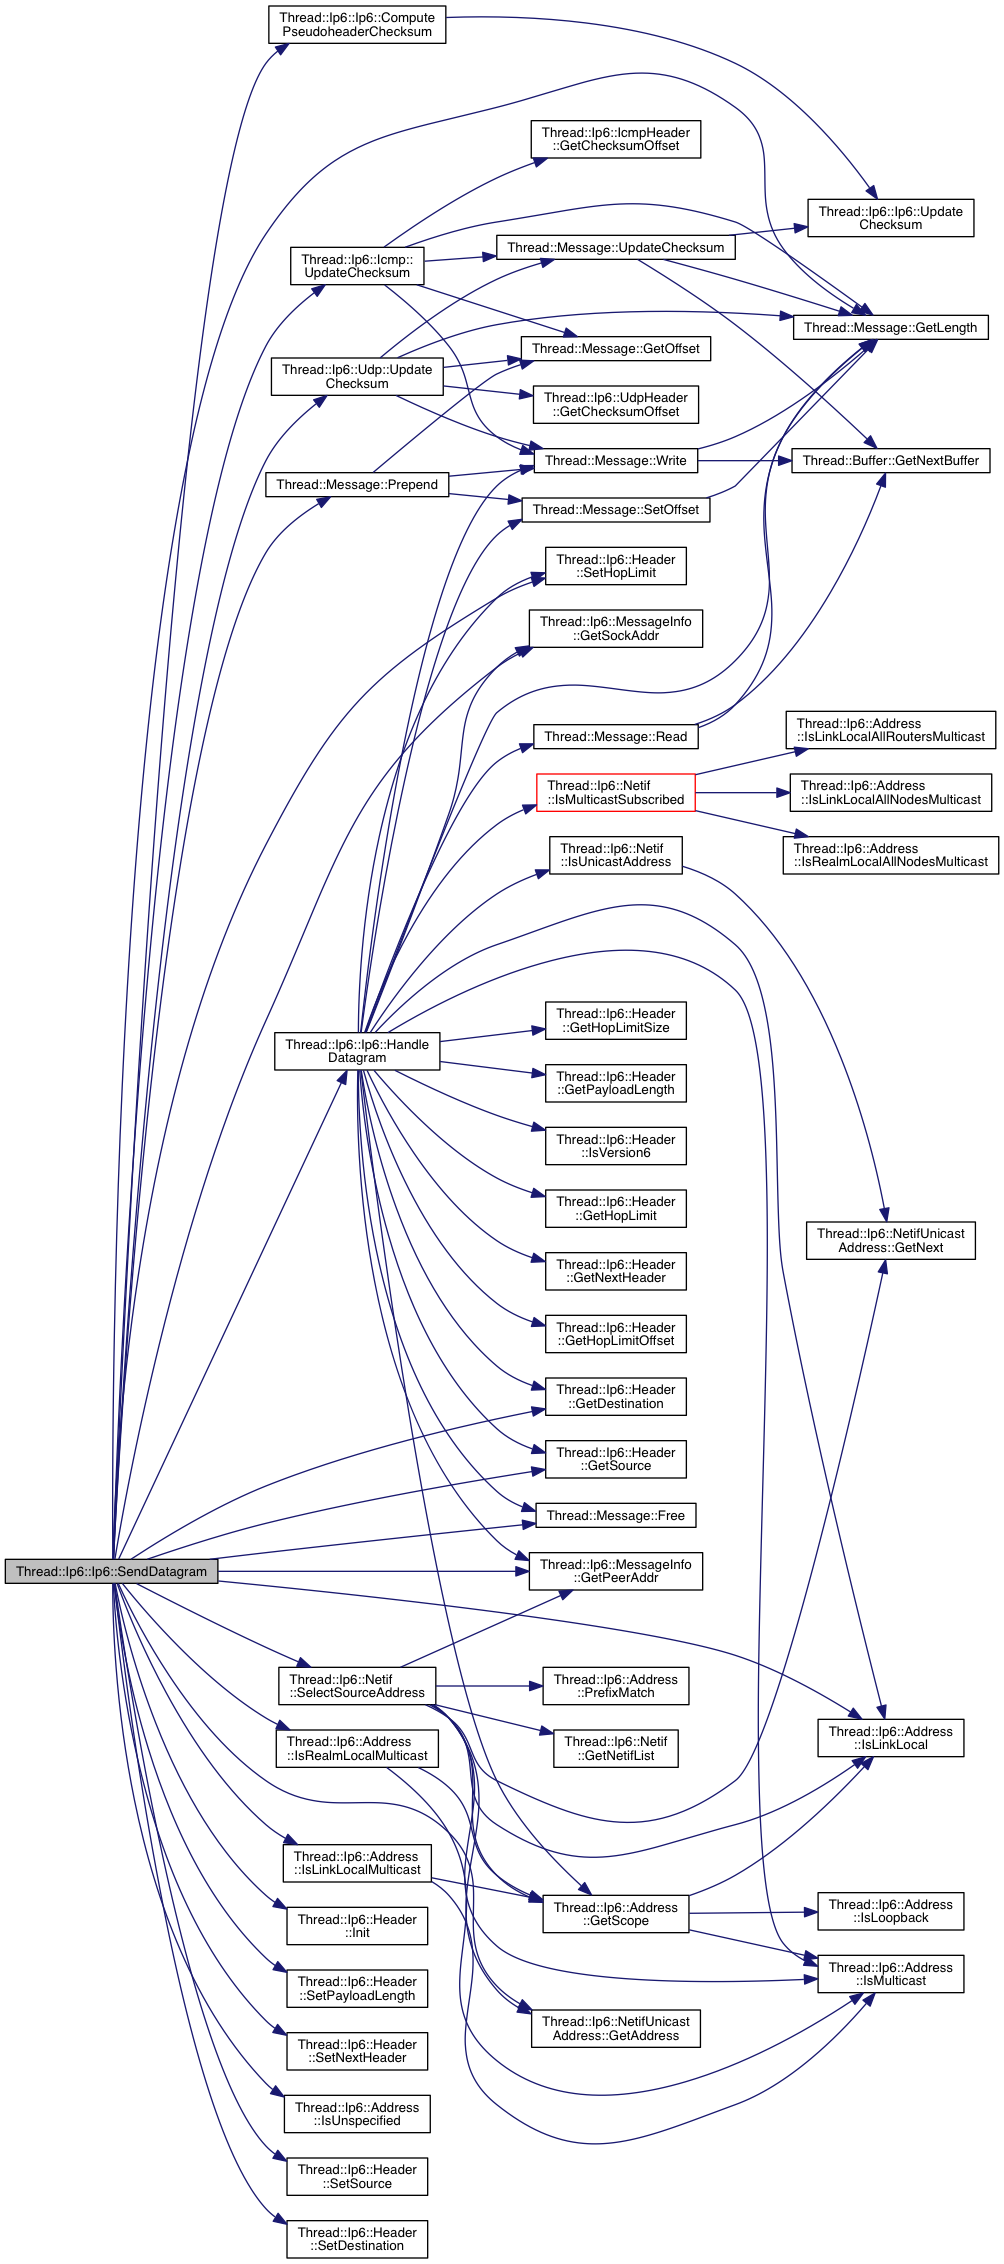 Thread::Ip6::Ip6::Compute
PseudoheaderChecksum
Thread::Ip6::IcmpHeader
::GetChecksumOffset
Thread::Ip6::Ip6::Update
Checksum
Thread::Ip6::Icmp::
UpdateChecksum
Thread::Message::UpdateChecksum
Thread::Message::GetLength
Thread::Message::GetOffset
Thread::Ip6::Udp::Update
Checksum
Thread::Ip6::UdpHeader
::GetChecksumOffset
Thread::Message::Write
Thread::Buffer::GetNextBuffer
Thread::Message::Prepend
Thread::Message::SetOffset
Thread::Ip6::Header
::SetHopLimit
Thread::Ip6::MessageInfo
::GetSockAddr
Thread::Message::Read
Thread::Ip6::Address
::IsLinkLocalAllRoutersMulticast
Thread::Ip6::Netif
::IsMulticastSubscribed
Thread::Ip6::Address
::IsLinkLocalAllNodesMulticast
Thread::Ip6::Address
::IsRealmLocalAllNodesMulticast
Thread::Ip6::Netif
::IsUnicastAddress
Thread::Ip6::Header
::GetHopLimitSize
Thread::Ip6::Ip6::Handle
Datagram
Thread::Ip6::Header
::GetPayloadLength
Thread::Ip6::Header
::IsVersion6
Thread::Ip6::Header
::GetHopLimit
Thread::Ip6::NetifUnicast
Address::GetNext
Thread::Ip6::Header
::GetNextHeader
Thread::Ip6::Header
::GetHopLimitOffset
Thread::Ip6::Header
::GetDestination
Thread::Ip6::Header
::GetSource
Thread::Message::Free
Thread::Ip6::Ip6::SendDatagram
Thread::Ip6::MessageInfo
::GetPeerAddr
Thread::Ip6::Netif
::SelectSourceAddress
Thread::Ip6::Address
::PrefixMatch
Thread::Ip6::Address
::IsRealmLocalMulticast
Thread::Ip6::Netif
::GetNetifList
Thread::Ip6::Address
::IsLinkLocal
Thread::Ip6::Address
::IsLinkLocalMulticast
Thread::Ip6::Address
::GetScope
Thread::Ip6::Address
::IsLoopback
Thread::Ip6::Header
::Init
Thread::Ip6::Address
::IsMulticast
Thread::Ip6::Header
::SetPayloadLength
Thread::Ip6::NetifUnicast
Address::GetAddress
Thread::Ip6::Header
::SetNextHeader
Thread::Ip6::Address
::IsUnspecified
Thread::Ip6::Header
::SetSource
Thread::Ip6::Header
::SetDestination